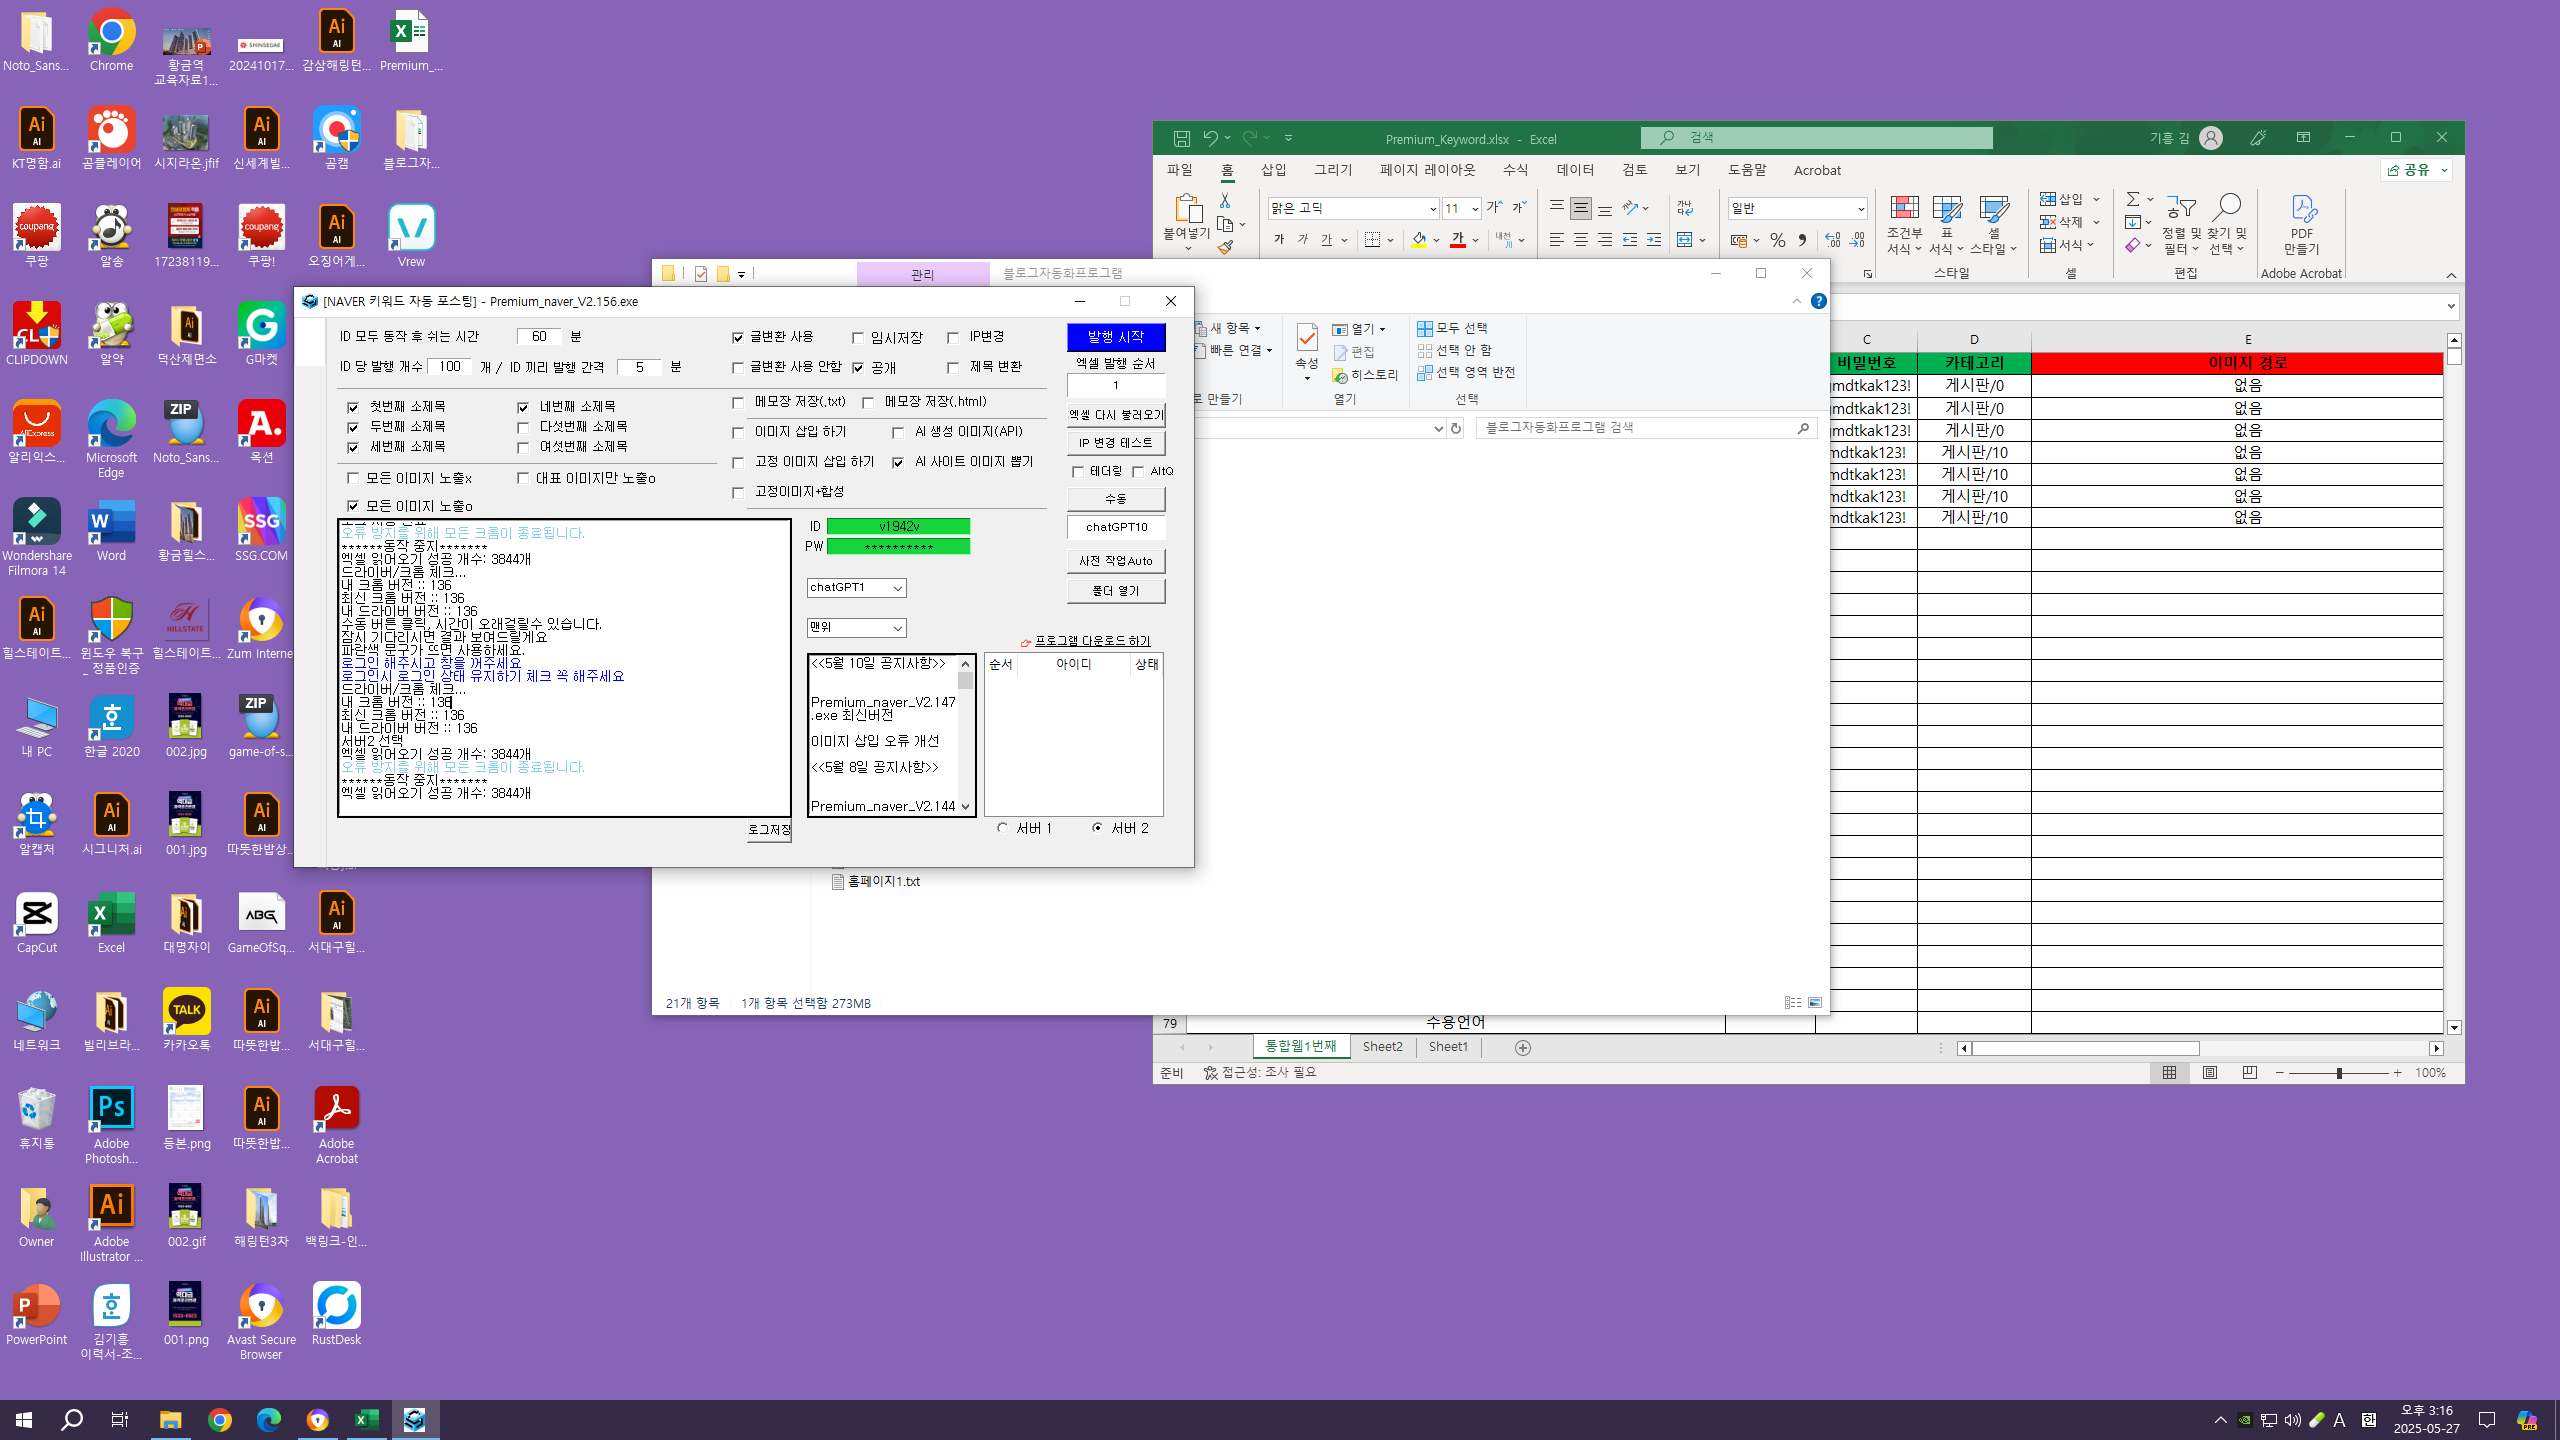 Noto_Sans...
Chrome
황금역
교육자료1...
20241017...
감삼해링턴...
Premium_...
KT명함.ai
곰플레이어
시지라온.jfif
신세계빌...
곰캠
블로그자...
쿠팡
알송
17238119...
쿠팡!
오징어게...
Vrew
CLIPDOWN
알약
덕산제면소
G마켓
알리익스...
Microsoft
Edge
Noto_Sans...
옥션
Wondershare
Filmora 14
Word
황금힐스...
SSG.COM
힐스테이트...
윈도우 복구
_ 정품인증
힐스테이트...
Zum Internet
내 PC
한글 2020
002.jpg
game-of-s...
알캡처
시그니처.ai
001.jpg
따뜻한밥상...
CapCut
Excel
대명자이
GameOfSq...
서대구힐...
네트워크
빌리브라...
카카오톡
따뜻한밥...
서대구힐...
휴지통
Adobe
Photosh...
등본.png
따뜻한밥...
Adobe
Acrobat
Owner
Adobe
Illustrator ...
002.gif
해링턴3차
백링크-인...
PowerPoint
김기흥
이력서-조...
001.png
Avast Secure
Browser
RustDesk
[NAVER 키워드 자동 포스팅] - Premium_naver_V2.156.exe
ID 모두 동작 후 쉬는 시간 60 분
ID 당 발행 개수 100 개 / ID 끼리 발행 간격 5 분
첫번째 소제목
네번째 소제목
두번째 소제목
다섯번째 소제목
세번째 소제목
여섯번째 소제목
모든 이미지 노출x
대표 이미지만 노출o
모든 이미지 노출o
글변환 사용
임시저장
IP변경
글변환 사용 안함
공개
제목 변환
메모장 저장(.txt)
메모장 저장(.html)
이미지 삽입 하기
AI 생성 이미지(API)
고정 이미지 삽입 하기
AI 사이트 이미지 뽑기
고정이미지+합성
발행 시작
엑셀 발행 순서
1
엑셀 다시 불러오기
IP 변경 테스트
테더링
AltQ
수동
chatGPT10
사전 작업Auto
폴더 열기
오류 방지를 위해 모든 크롬이 종료됩니다.
******동작 중지*******
엑셀 읽어오기 성공 개수: 3844개
드라이버/크롬 체크...
내 크롬 버전 :: 136
최신 크롬 버전 :: 136
내 드라이버 버전 :: 136
수동 버튼 클릭, 시간이 오래걸릴수 있습니다.
잠시 기다리시면 결과 보여드릴게요
파란색 문구가 뜨면 사용하세요.
로그인 해주시고 창을 꺼주세요
로그인시 로그인 상태 유지하기 체크 꼭 해주세요
드라이버/크롬 체크...
내 크롬 버전 :: 136
최신 크롬 버전 :: 136
내 드라이버 버전 :: 136
서버2 선택
엑셀 읽어오기 성공 개수: 3844개
오류 방지를 위해 모든 크롬이 종료됩니다.
******동작 중지*******
엑셀 읽어오기 성공 개수: 3844개
로그저장
ID v1942v
PW **********
chatGPT1
맨위
프로그램 다운로드 하기
<<5월 10일 공지사항>>
Premium_naver_V2.147
.exe 최신버전
이미지 삽입 오류 개선
<<5월 8일 공지사항>>
Premium_naver_V2.144
순서 아이디 상태
서버 1
서버 2
관리
블로그자동화프로그램
새 항목
빠른 연결
로 만들기
속성
열기
편집
히스토리
열기
모두 선택
선택 안 함
선택 영역 반전
선택
블로그자동화프로그램 검색
홈페이지1.txt
21개 항목
1개 항목 선택함 273MB
Premium_Keyword.xlsx - Excel
검색
기흥 김
파일 홈 삽입 그리기 페이지 레이아웃 수식 데이터 검토 보기 도움말 Acrobat
공유
붙여넣기
맑은 고딕
11
일반
조건부
서식
표
서식
셀
스타일
스타일
삽입
삭제
서식
셀
정렬 및
필터
찾기 및
선택
편집
PDF
만들기
Adobe Acrobat
C D E
비밀번호 카테고리 이미지 경로
mdtkak123! 게시판/0 없음
mdtkak123! 게시판/0 없음
mdtkak123! 게시판/0 없음
mdtkak123! 게시판/10 없음
mdtkak123! 게시판/10 없음
mdtkak123! 게시판/10 없음
mdtkak123! 게시판/10 없음
79 수용언어
통합웹1번째 Sheet2 Sheet1
준비
접근성: 조사 필요
100%
A
한
오후 3:16
2025-05-27